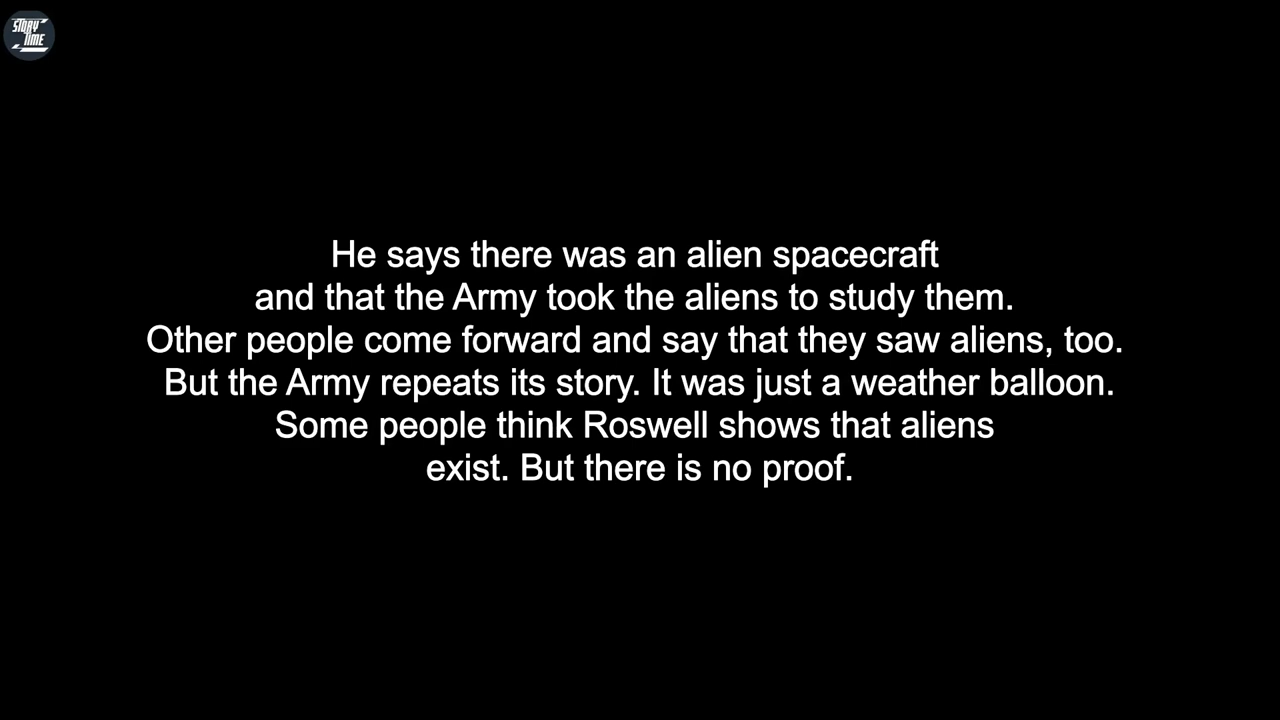 STORY
TIME
He says there was an alien spacecraft
and that the Army took the aliens to study them.
Other people come forward and say that they saw aliens, too.
But the Army repeats its story. It was just a weather balloon.
Some people think Roswell shows that aliens
exist. But there is no proof.